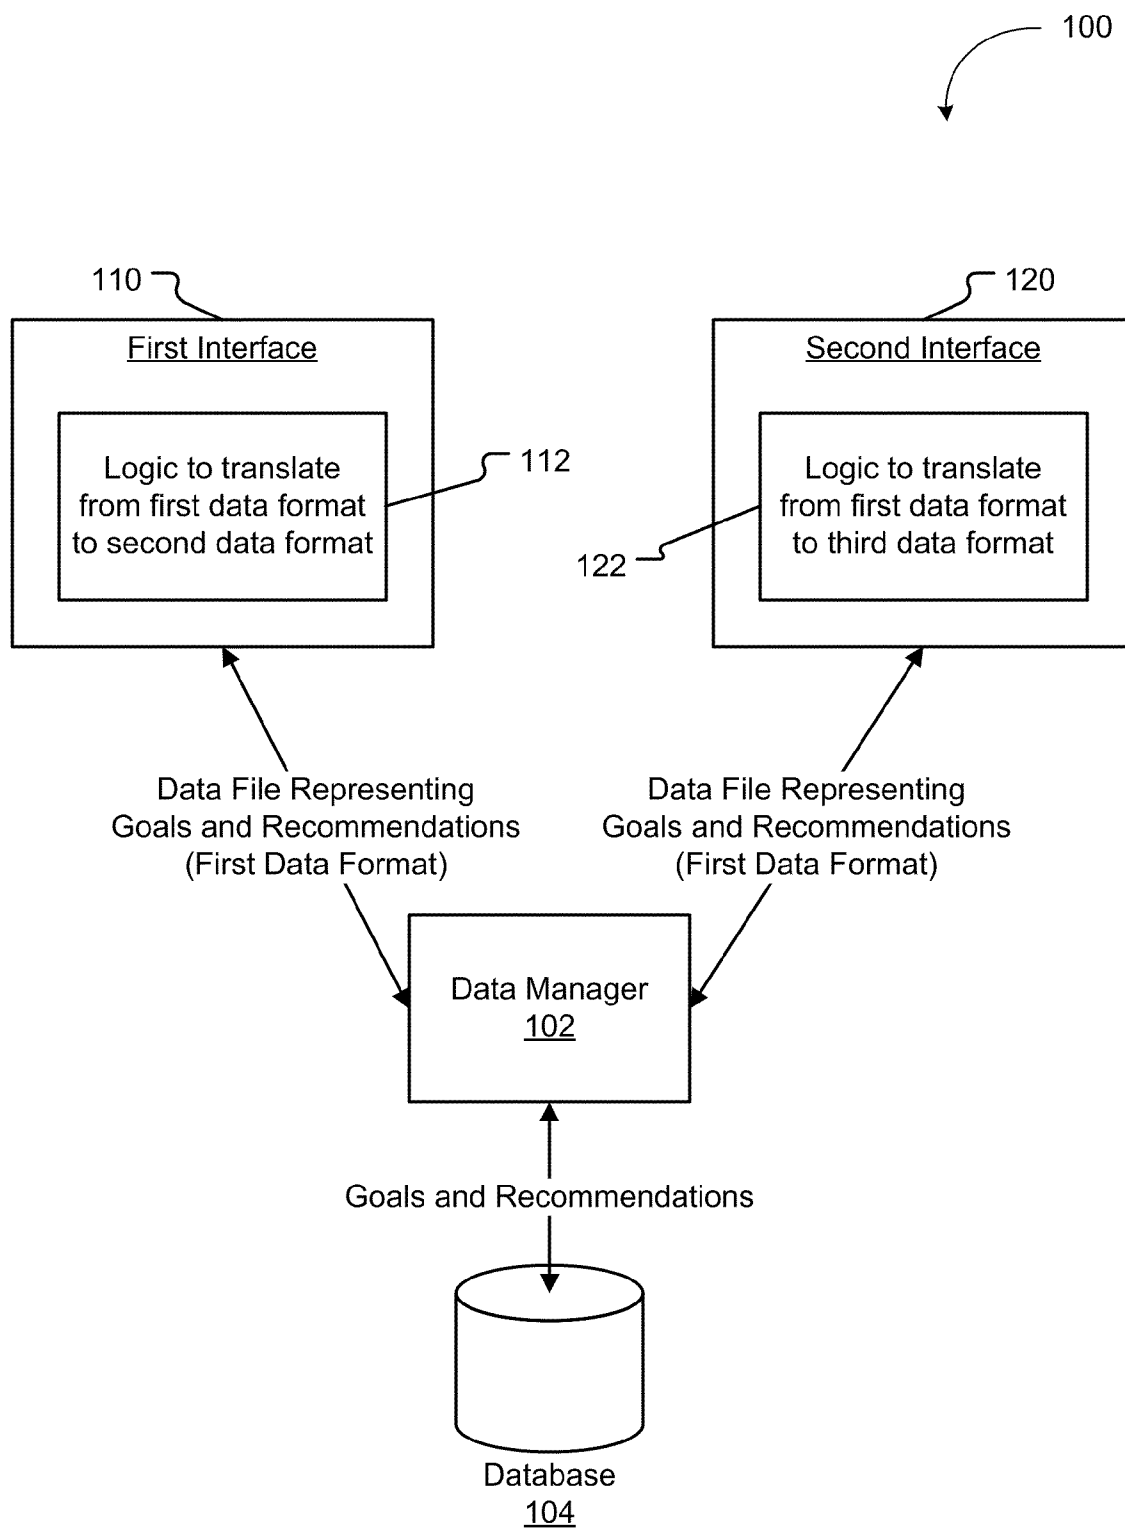 100
110
120
First Interface
Second Interface
Logic to translate
from first data format
to second data format
112
Logic to translate
from first data format
to third data format
122
Data File Representing
Goals and Recommendations
(First Data Format)
Data File Representing
Goals and Recommendations
(First Data Format)
Data Manager
102
Goals and Recommendations
Database
104